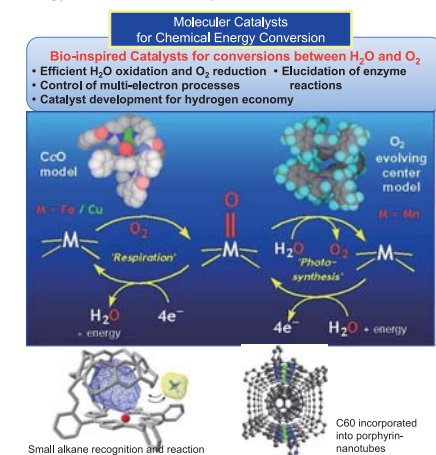 Moleculer Catalysts
for Chemical Energy Conversion
Bio-inspired Catalysts for conversions between H₂O and O₂
• Efficient H₂O oxidation and O₂ reduction • Elucidation of enzyme
• Control of multi-electron processes reactions
• Catalyst development for hydrogen economy
CcO
model
O₂
evolving
center
model
M = Fe / Cu
M = Mn
O
M
O₂
'Respiration'
M
H₂O
O₂
'Photo-
synthesis'
M
H₂O
+ energy
4e⁻
4e⁻
H₂O + energy
Small alkane recognition and reaction
C60 incorporated
into porphyrin-
nanotubes